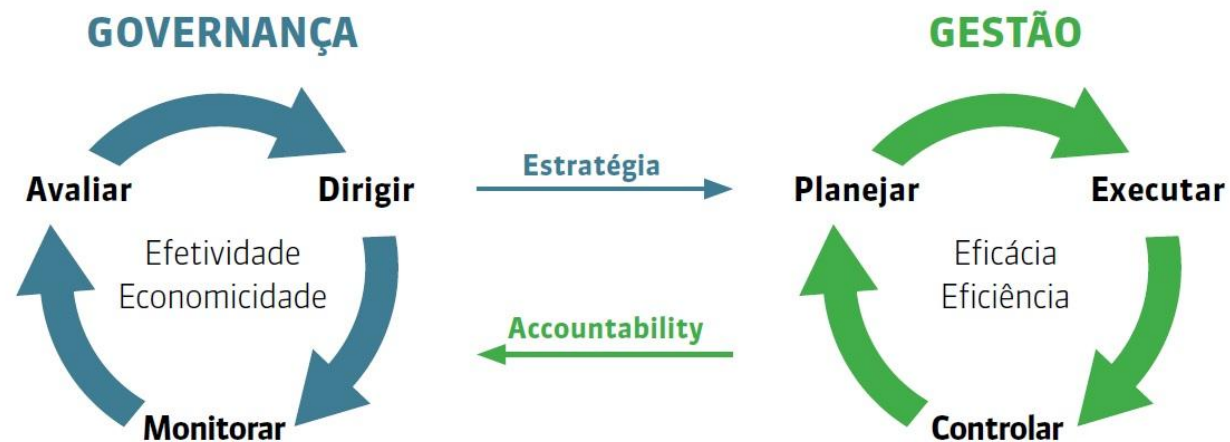 GOVERNANÇA
GESTÃO
Avaliar
Dirigir
Efetividade
Economicidade
Monitorar
Estratégia
Accountability
Planejar
Executar
Eficácia
Eficiência
Controlar